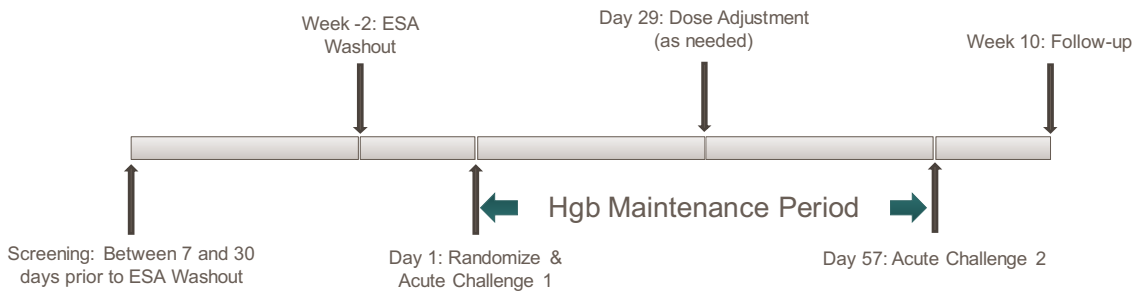 Week -2: ESA
Washout
Day 29: Dose Adjustment
(as needed)
Week 10: Follow-up
Hgb Maintenance Period
Screening: Between 7 and 30
days prior to ESA Washout
Day 1: Randomize &
Acute Challenge 1
Day 57: Acute Challenge 2